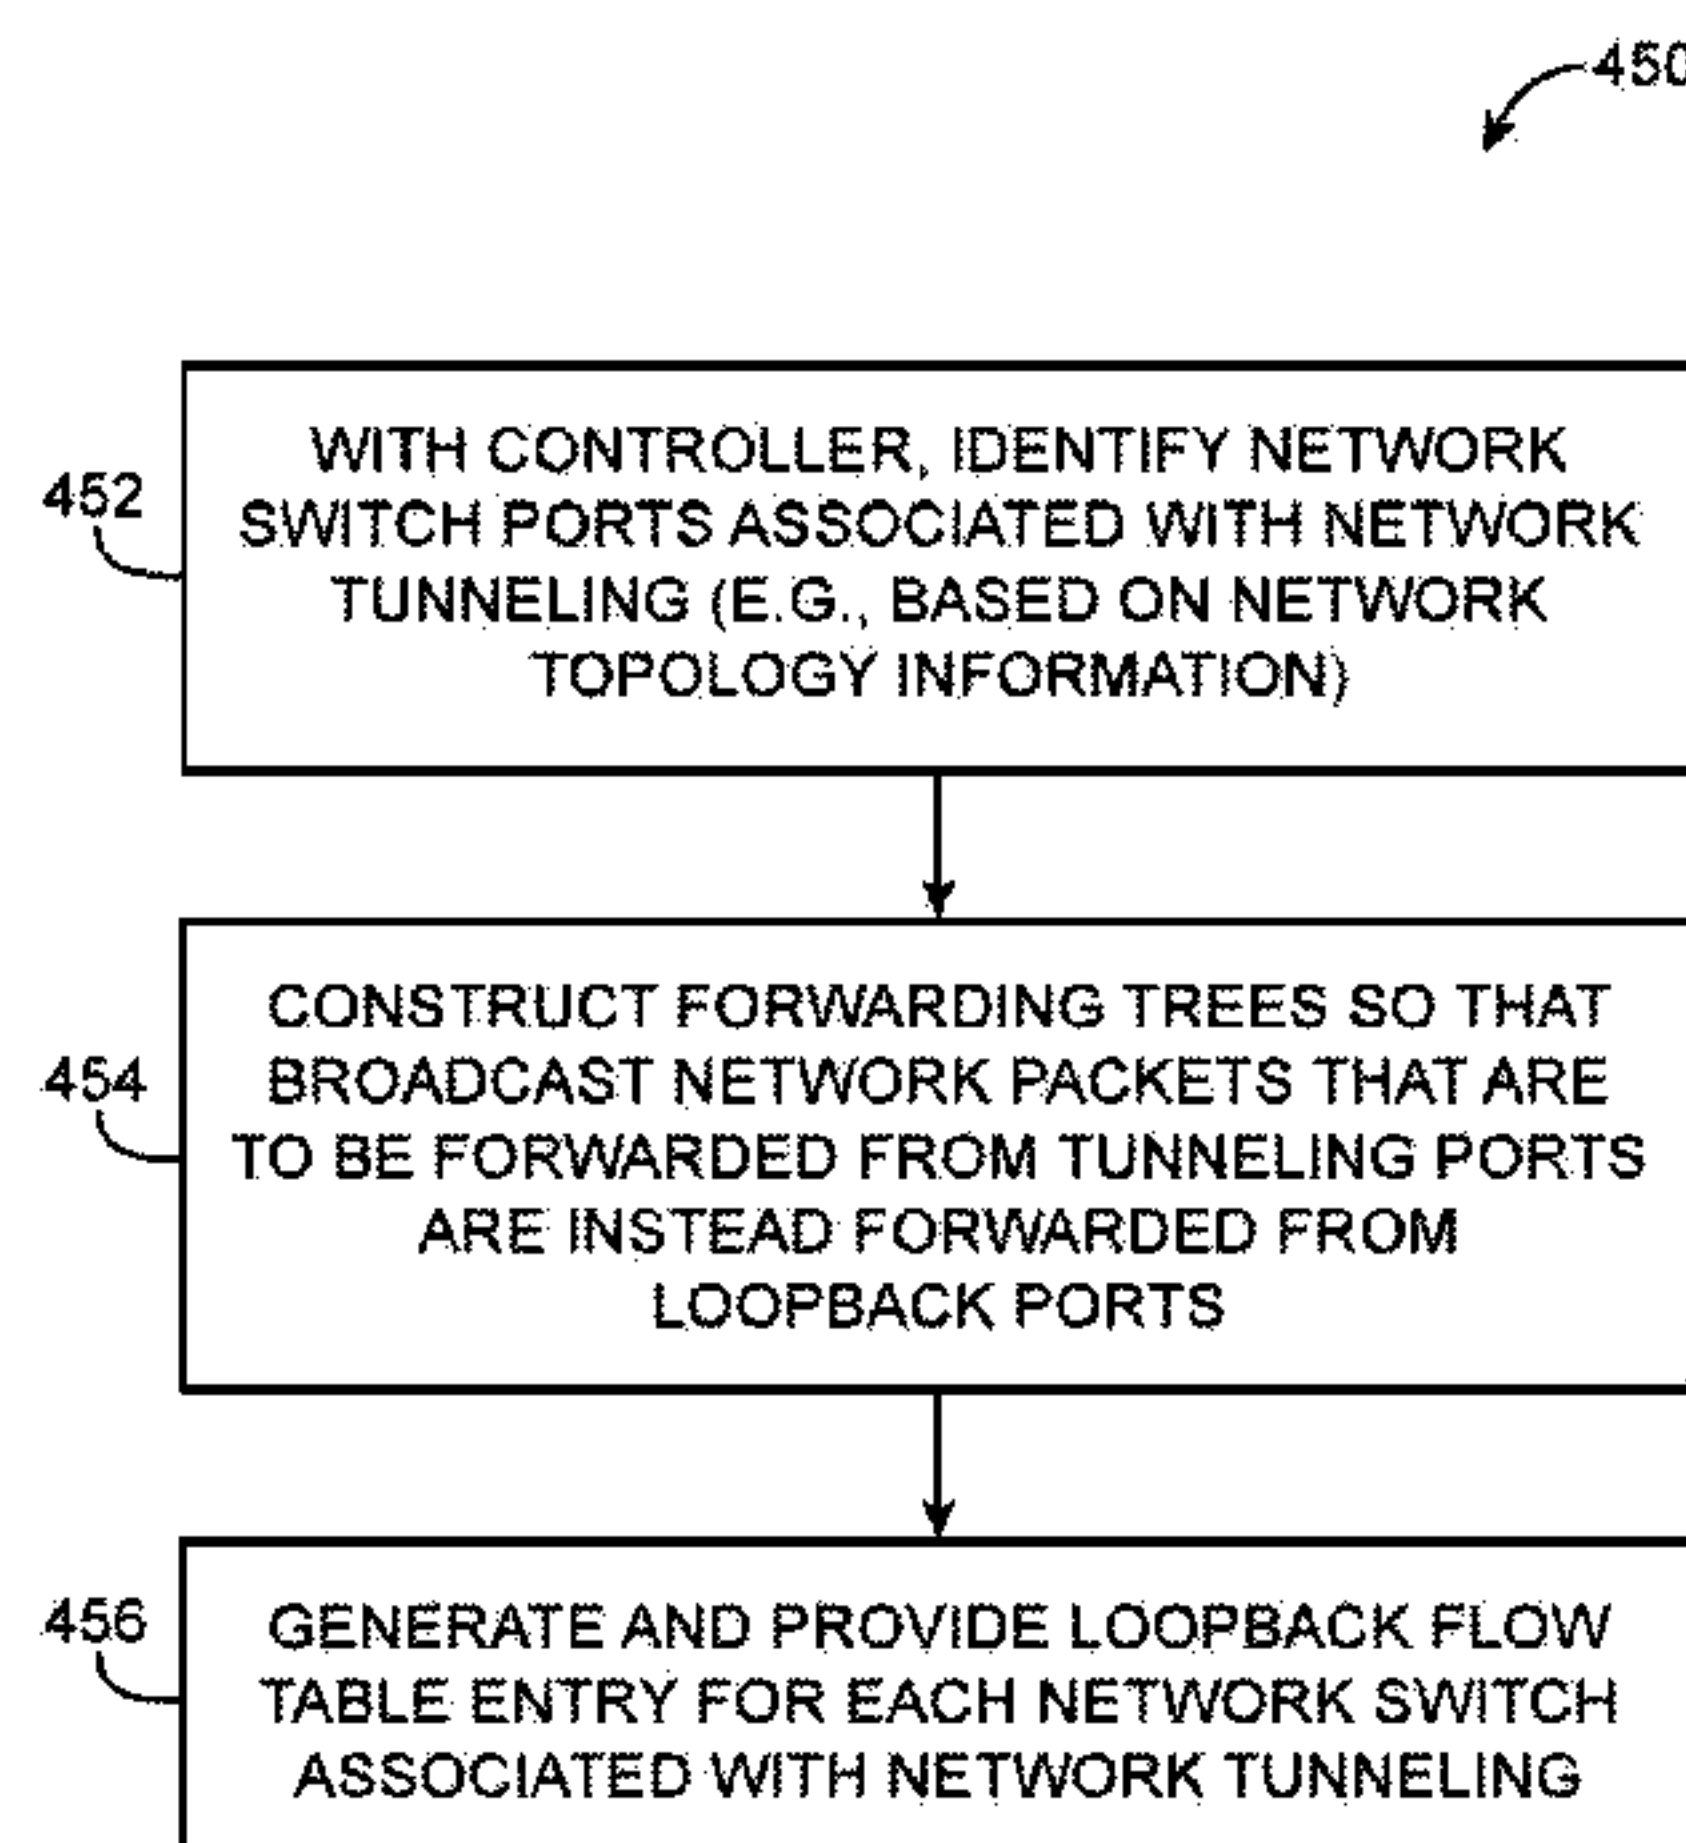 450
WITH CONTROLLER, IDENTIFY NETWORK
SWITCH PORTS ASSOCIATED WITH NETWORK
TUNNELING (E.G., BASED ON NETWORK
TOPOLOGY INFORMATION)
452
CONSTRUCT FORWARDING TREES SO THAT
BROADCAST NETWORK PACKETS THAT ARE
TO BE FORWARDED FROM TUNNELING PORTS
ARE INSTEAD FORWARDED FROM
LOOPBACK PORTS
454
GENERATE AND PROVIDE LOOPBACK FLOW
TABLE ENTRY FOR EACH NETWORK SWITCH
ASSOCIATED WITH NETWORK TUNNELING
456